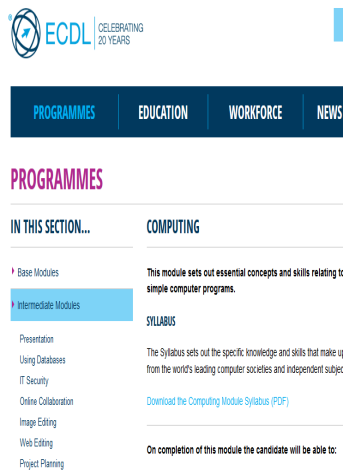 ECDL
CELEBRATING
20 YEARS
PROGRAMMES
EDUCATION
WORKFORCE
NEWS
PROGRAMMES
IN THIS SECTION...
Base Modules
Intermediate Modules
Presentation
Using Databases
IT Security
Online Collaboration
Image Editing
Web Editing
Project Planning
COMPUTING
This module sets out essential concepts and skills relating to
simple computer programs.
SYLLABUS
The Syllabus sets out the specific knowledge and skills that make
from the world's leading computer societies and independent
Download the Computing Module Syllabus (PDF)
On completion of this module the candidate will be able to: